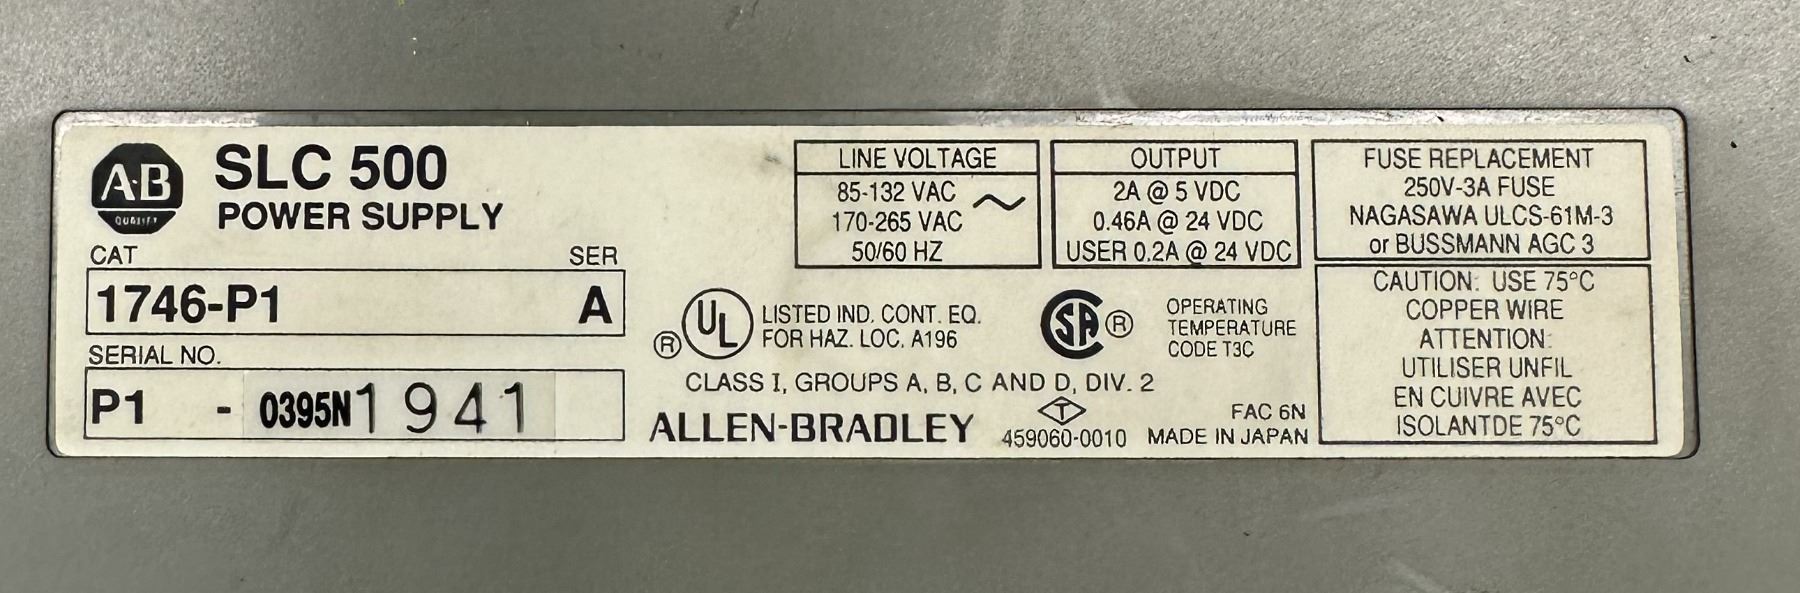 AB
QUALITY
SLC 500
POWER SUPPLY
CAT SER
1746-P1 A
SERIAL NO.
P1 - 0395N1941
LINE VOLTAGE
85-132 VAC
170-265 VAC
50/60 HZ
OUTPUT
2A @ 5 VDC
0.46A @ 24 VDC
USER 0.2A @ 24 VDC
FUSE REPLACEMENT
250V-3A FUSE
NAGASAWA ULCS-61M-3
or BUSSMANN AGC 3
UL ®
LISTED IND. CONT. EQ.
FOR HAZ. LOC. A196
SA ®
OPERATING
TEMPERATURE
CODE T3C
CLASS I, GROUPS A, B, C AND D, DIV. 2
ALLEN-BRADLEY
T
459060-0010
FAC 6N
MADE IN JAPAN
CAUTION: USE 75°C
COPPER WIRE
ATTENTION:
UTILISER UNFIL
EN CUIVRE AVEC
ISOLANTDE 75°C